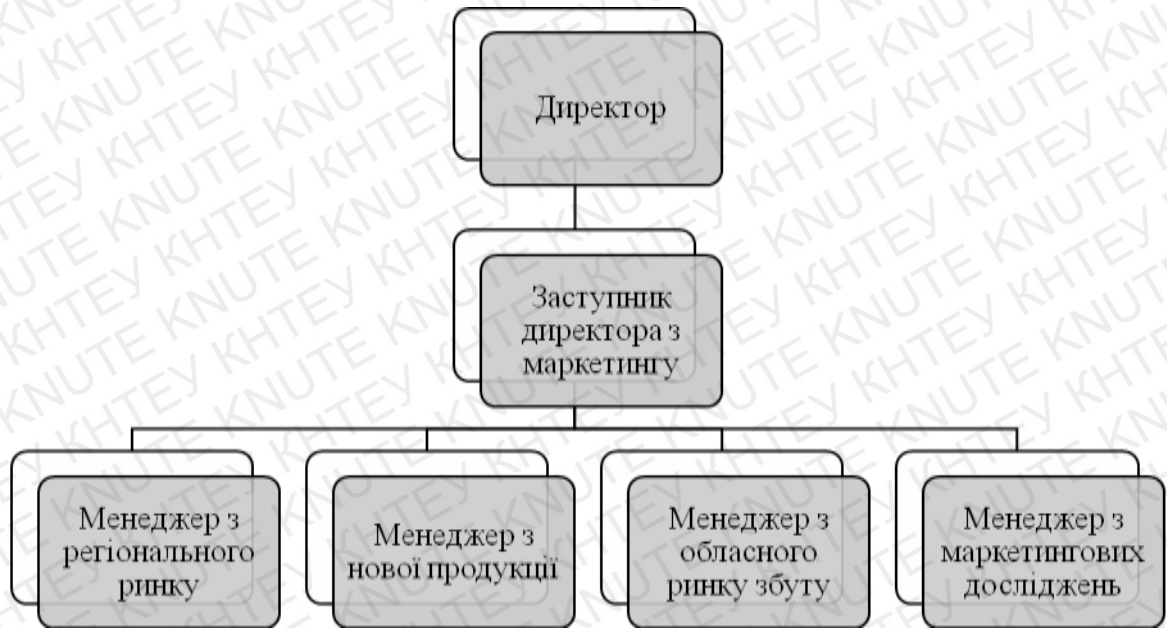 Директор
Заступник
директора з
маркетингу
Менеджер з
регіонального
ринку
Менеджер з
нової продукції
Менеджер з
обласного
ринку збуту
Менеджер з
маркетингових
досліджень